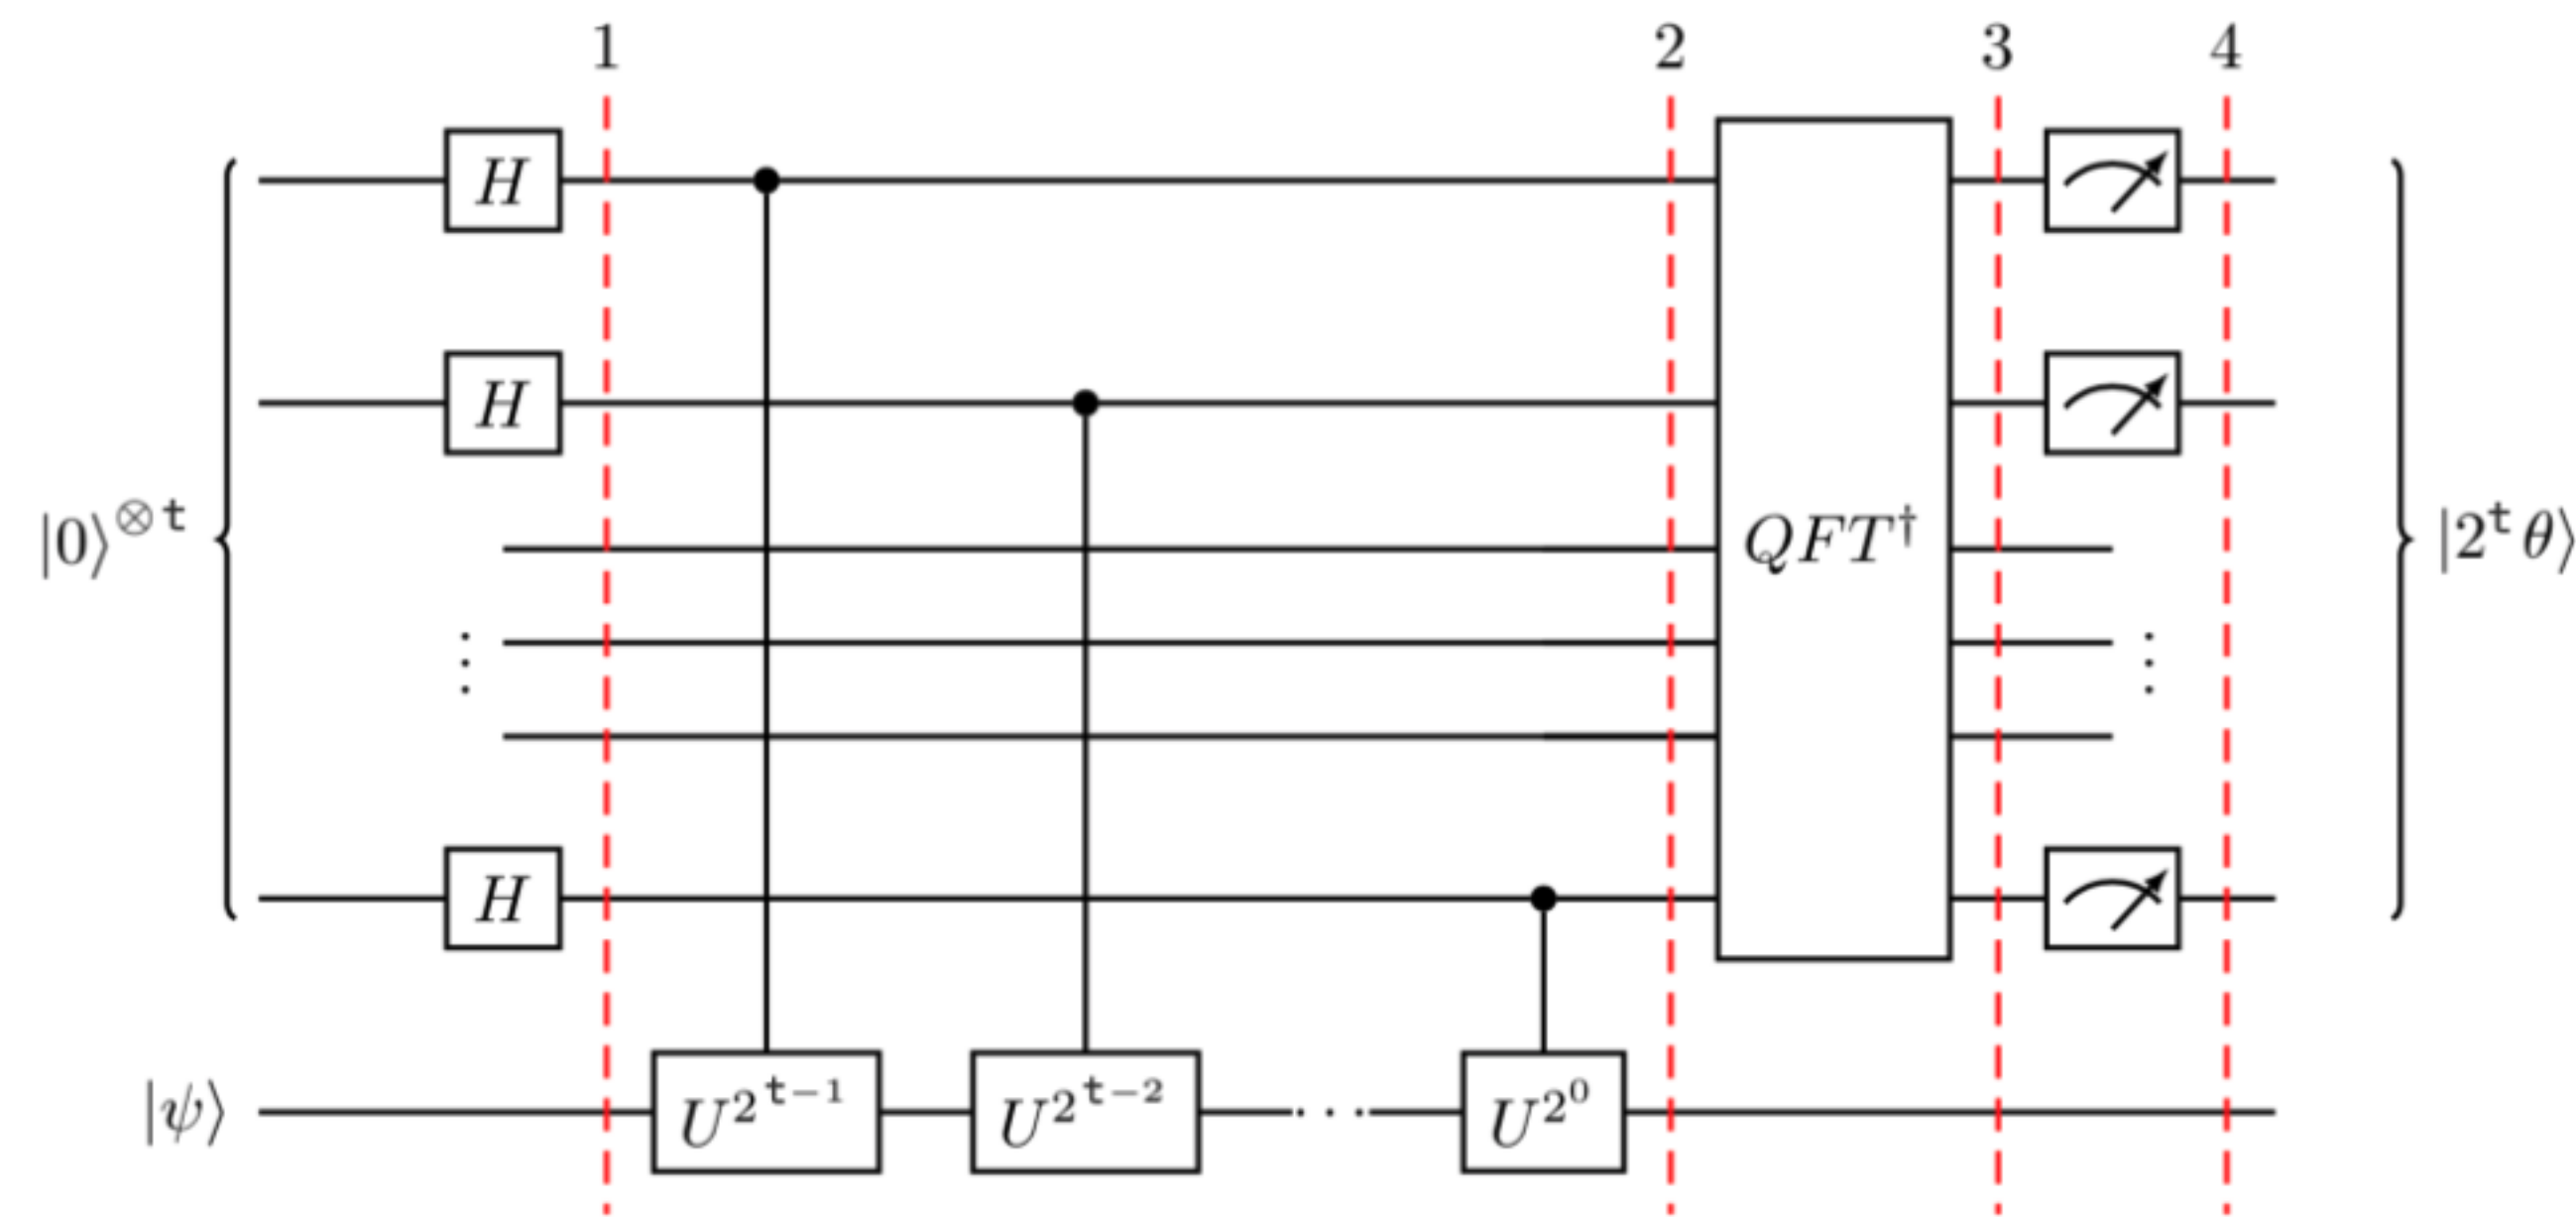 1 2 3 4
H
H
|0⟩^{⊗t} QFT^† |2^t θ⟩
⋮ ⋮
H
|ψ⟩ U^{2^{t−1}} U^{2^{t−2}} ··· U^{2^0}